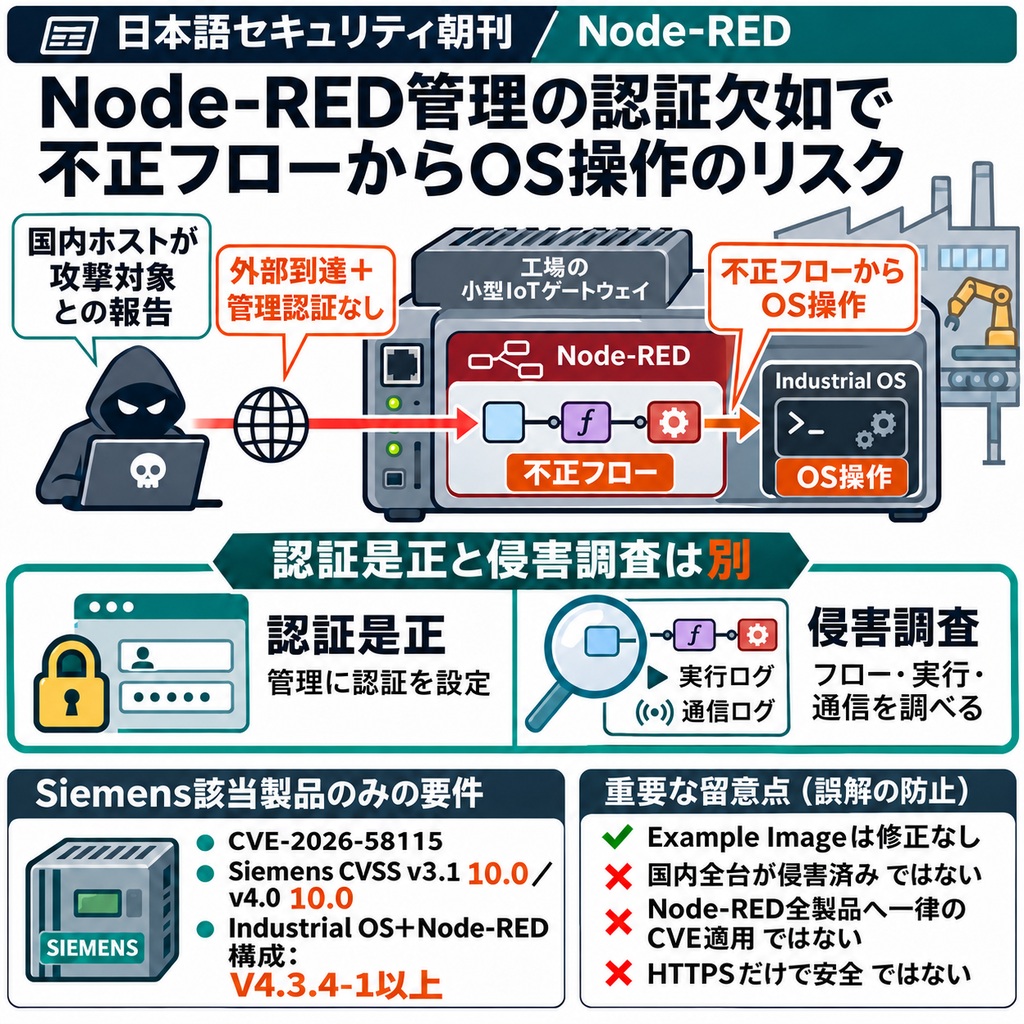 日本語セキュリティ朝刊 / Node-RED
Node-RED管理の認証欠如で
不正フローからOS操作のリスク
国内ホストが
攻撃対象
との報告
外部到達＋
管理認証なし
工場の
小型IoTゲートウェイ
不正フローから
OS操作
Node-RED
f
不正フロー
Industrial OS
>_
OS操作
認証是正と侵害調査は別
認証是正
管理に認証を設定
f
実行ログ
通信ログ
侵害調査
フロー・実行・
通信を調べる
Siemens該当製品のみの要件
SIEMENS
CVE-2026-58115
Siemens CVSS v3.1 10.0／
v4.0 10.0
Industrial OS＋Node-RED
構成：
V4.3.4-1以上
重要な留意点（誤解の防止）
Example Imageは修正なし
国内全台が侵害済み ではない
Node-RED全製品へ一律の
CVE適用 ではない
HTTPSだけで安全 ではない